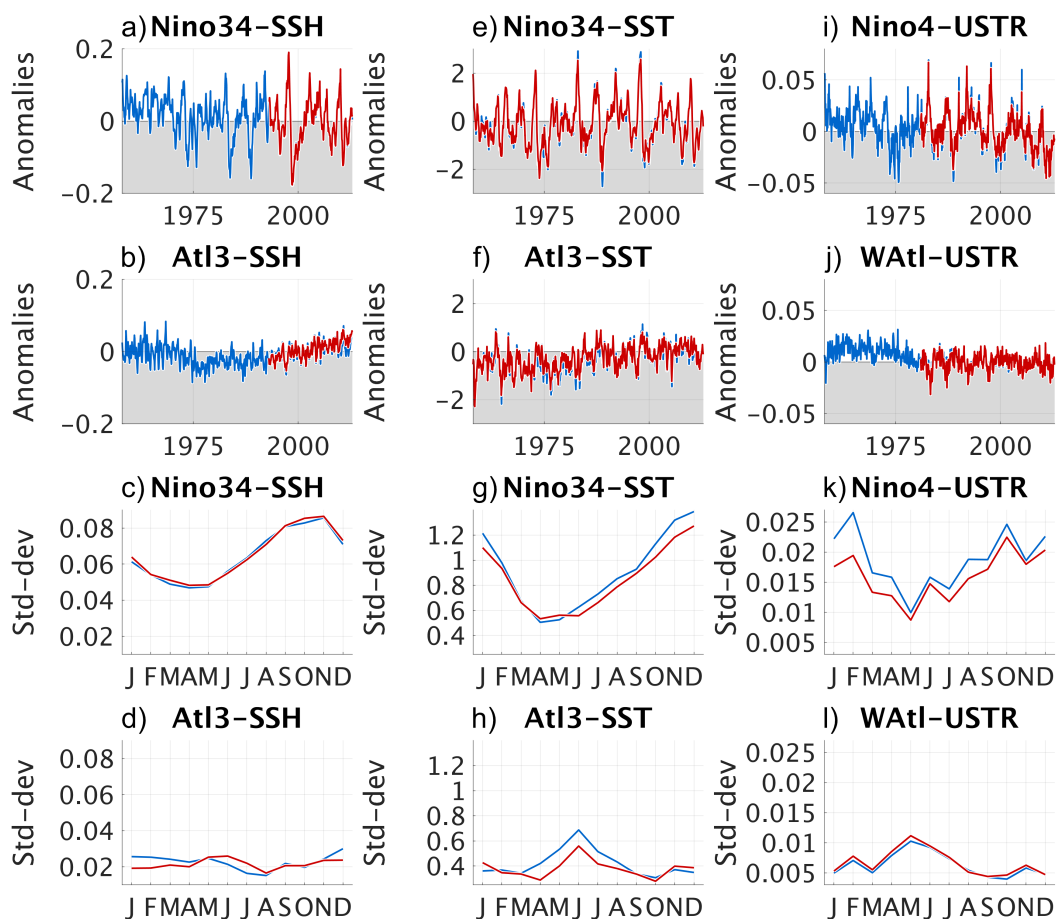 a) Nino34-SSH
Anomalies
0.2
0
-0.2
1975 2000
e) Nino34-SST
Anomalies
2
0
-2
1975 2000
i) Nino4-USTR
Anomalies
0.05
0
-0.05
1975 2000
b) Atl3-SSH
Anomalies
0.2
0
-0.2
1975 2000
f) Atl3-SST
Anomalies
2
0
-2
1975 2000
j) WAtl-USTR
Anomalies
0.05
0
-0.05
1975 2000
c) Nino34-SSH
Std-dev
0.08
0.06
0.04
0.02
J F M A M J J A S O N D
g) Nino34-SST
Std-dev
1.2
1
0.8
0.6
0.4
J F M A M J J A S O N D
k) Nino4-USTR
Std-dev
0.025
0.02
0.015
0.01
0.005
J F M A M J J A S O N D
d) Atl3-SSH
Std-dev
0.08
0.06
0.04
0.02
J F M A M J J A S O N D
h) Atl3-SST
Std-dev
1.2
1
0.8
0.6
0.4
J F M A M J J A S O N D
l) WAtl-USTR
Std-dev
0.025
0.02
0.015
0.01
0.005
J F M A M J J A S O N D